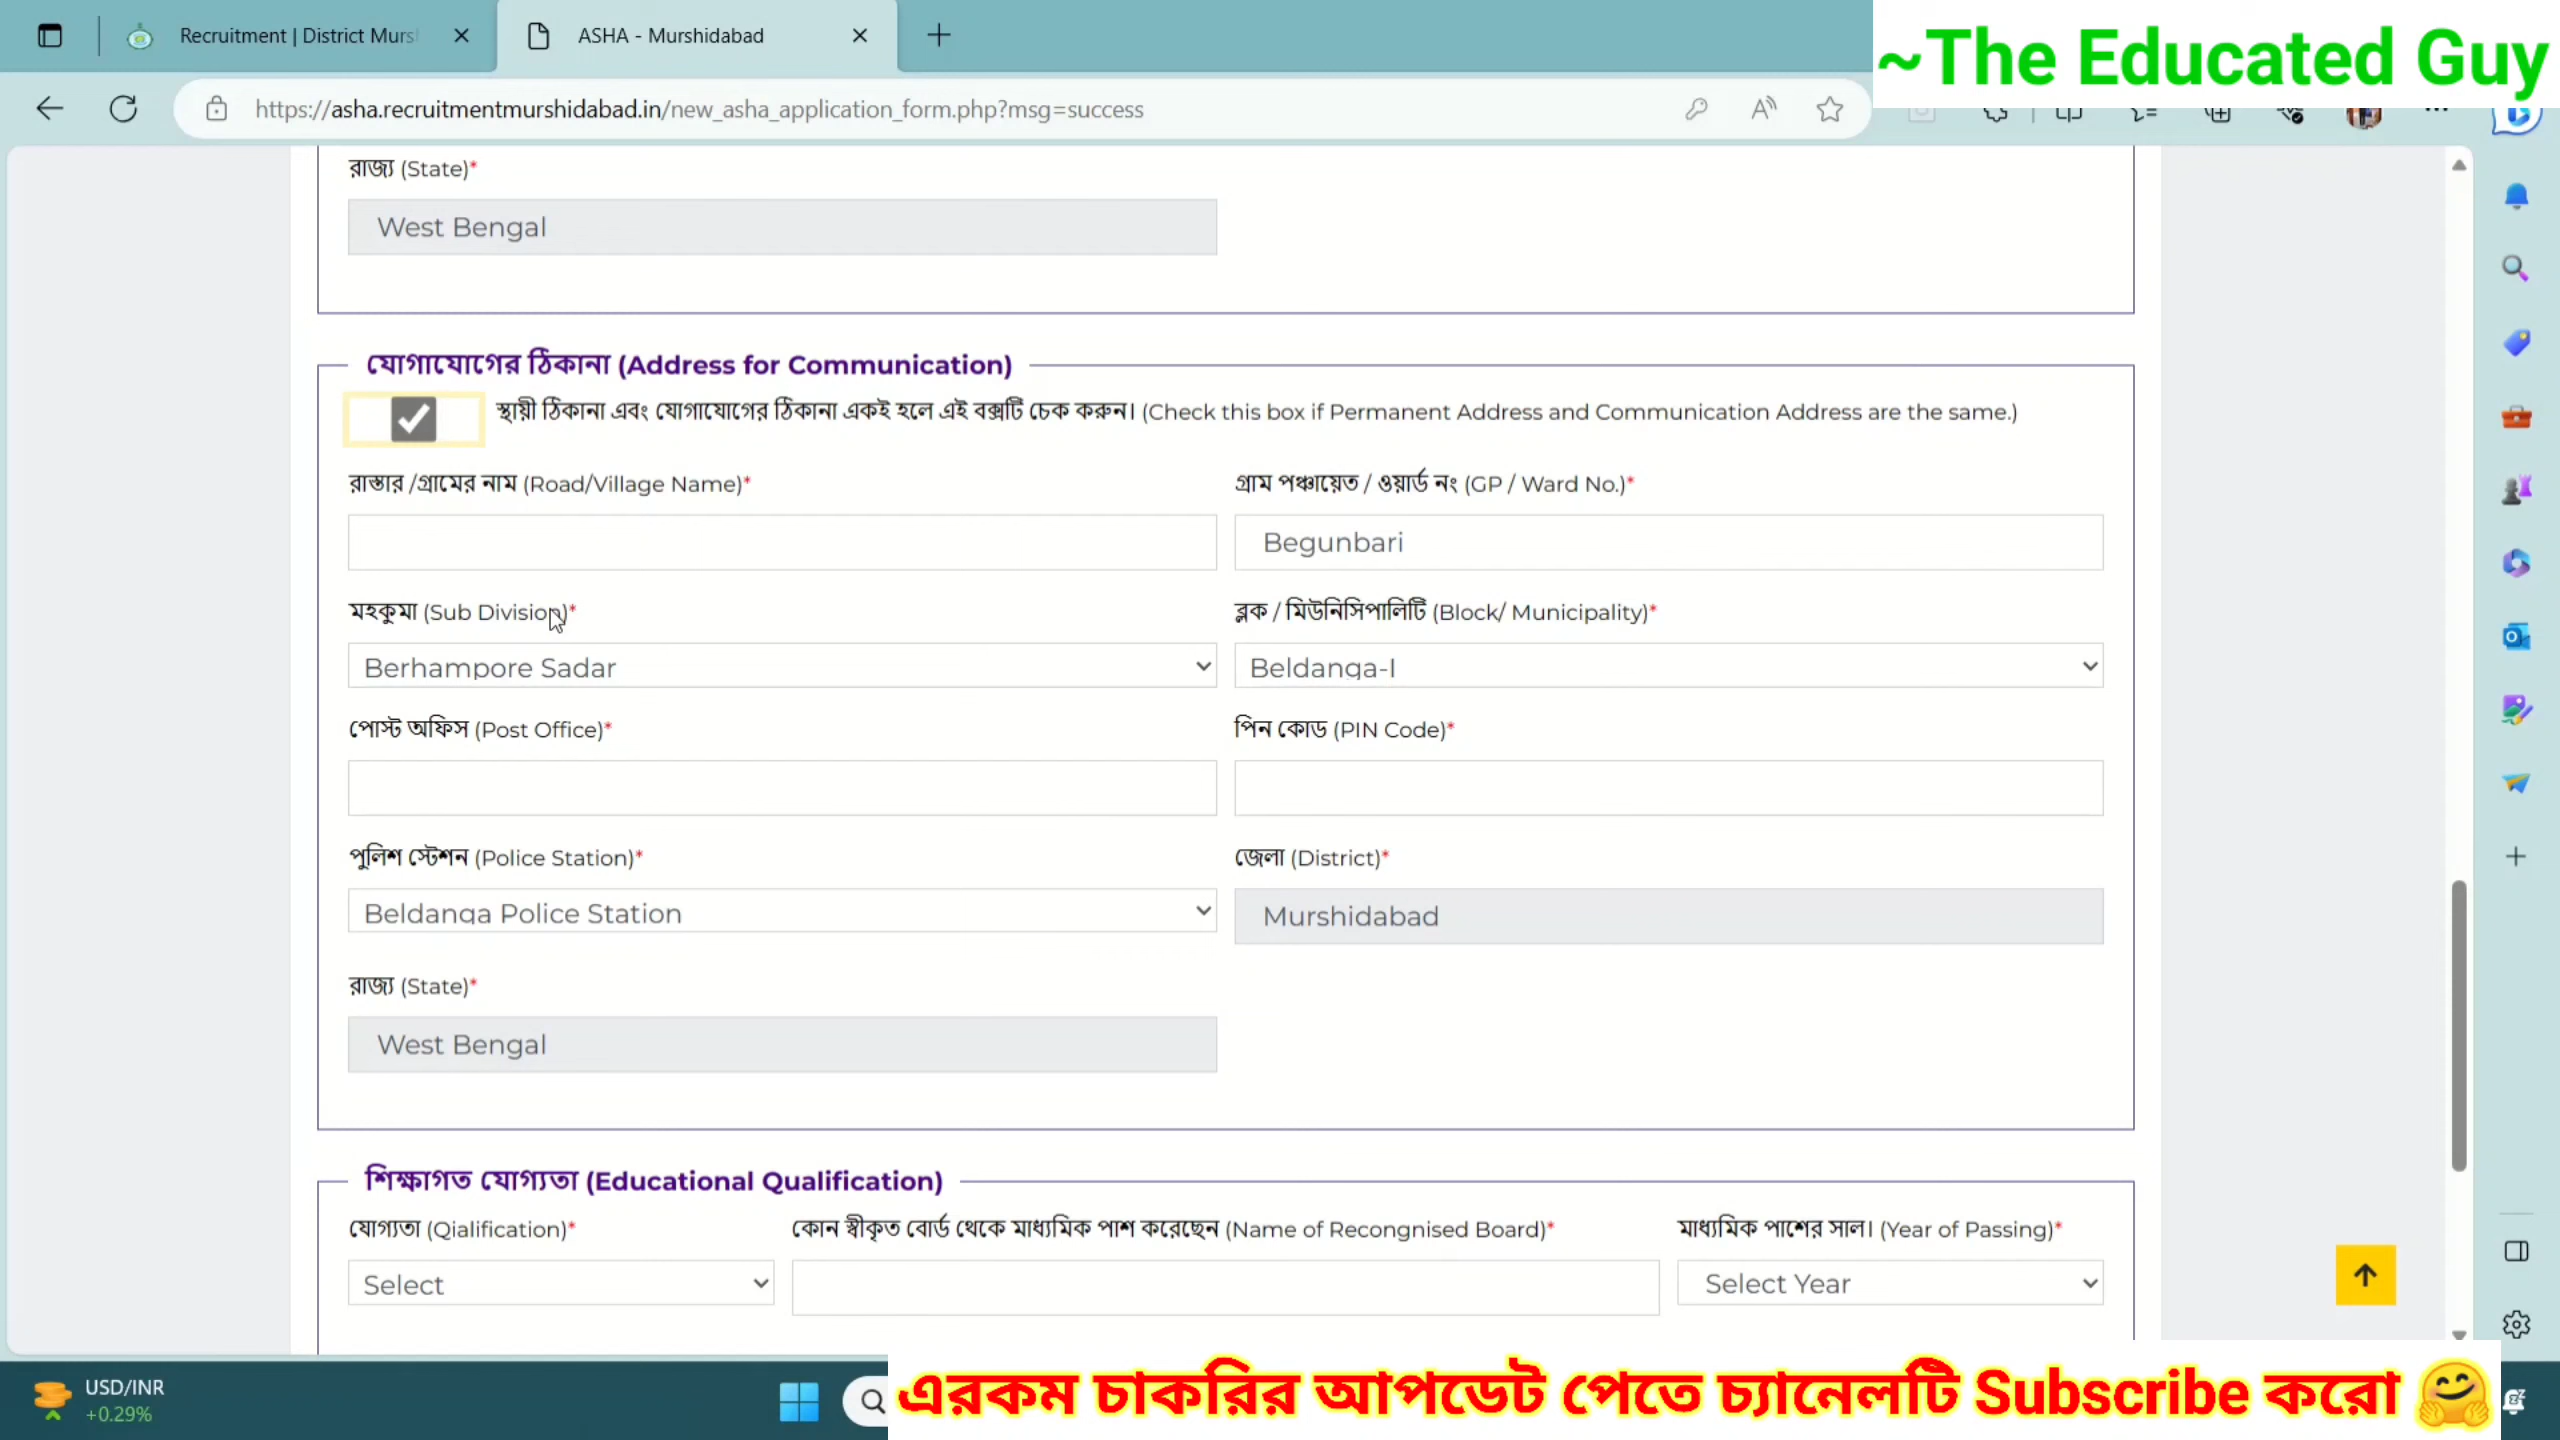 Recruitment | District Murs
ASHA - Murshidabad
~The Educated Guy
https://asha.recruitmentmurshidabad.in/new_asha_application_form.php?msg=success
রাজ্য (State)*
West Bengal
যোগাযোগের ঠিকানা (Address for Communication)
স্থায়ী ঠিকানা এবং যোগাযোগের ঠিকানা একই হলে এই বক্সটি চেক করুন। (Check this box if Permanent Address and Communication Address are the same.)
রাস্তার /গ্রামের নাম (Road/Village Name)*
গ্রাম পঞ্চায়েত / ওয়ার্ড নং (GP / Ward No.)*
Begunbari
মহকুমা (Sub Division)*
ব্লক / মিউনিসিপালিটি (Block/ Municipality)*
Berhampore Sadar
Beldanga-I
পোস্ট অফিস (Post Office)*
পিন কোড (PIN Code)*
পুলিশ স্টেশন (Police Station)*
জেলা (District)*
Beldanga Police Station
Murshidabad
রাজ্য (State)*
West Bengal
শিক্ষাগত যোগ্যতা (Educational Qualification)
যোগ্যতা (Qialification)*
কোন স্বীকৃত বোর্ড থেকে মাধ্যমিক পাশ করেছেন (Name of Recongnised Board)*
মাধ্যমিক পাশের সাল। (Year of Passing)*
Select
Select Year
USD/INR
+0.29%
এরকম চাকরির আপডেট পেতে চ্যানেলটি Subscribe করো 🤗